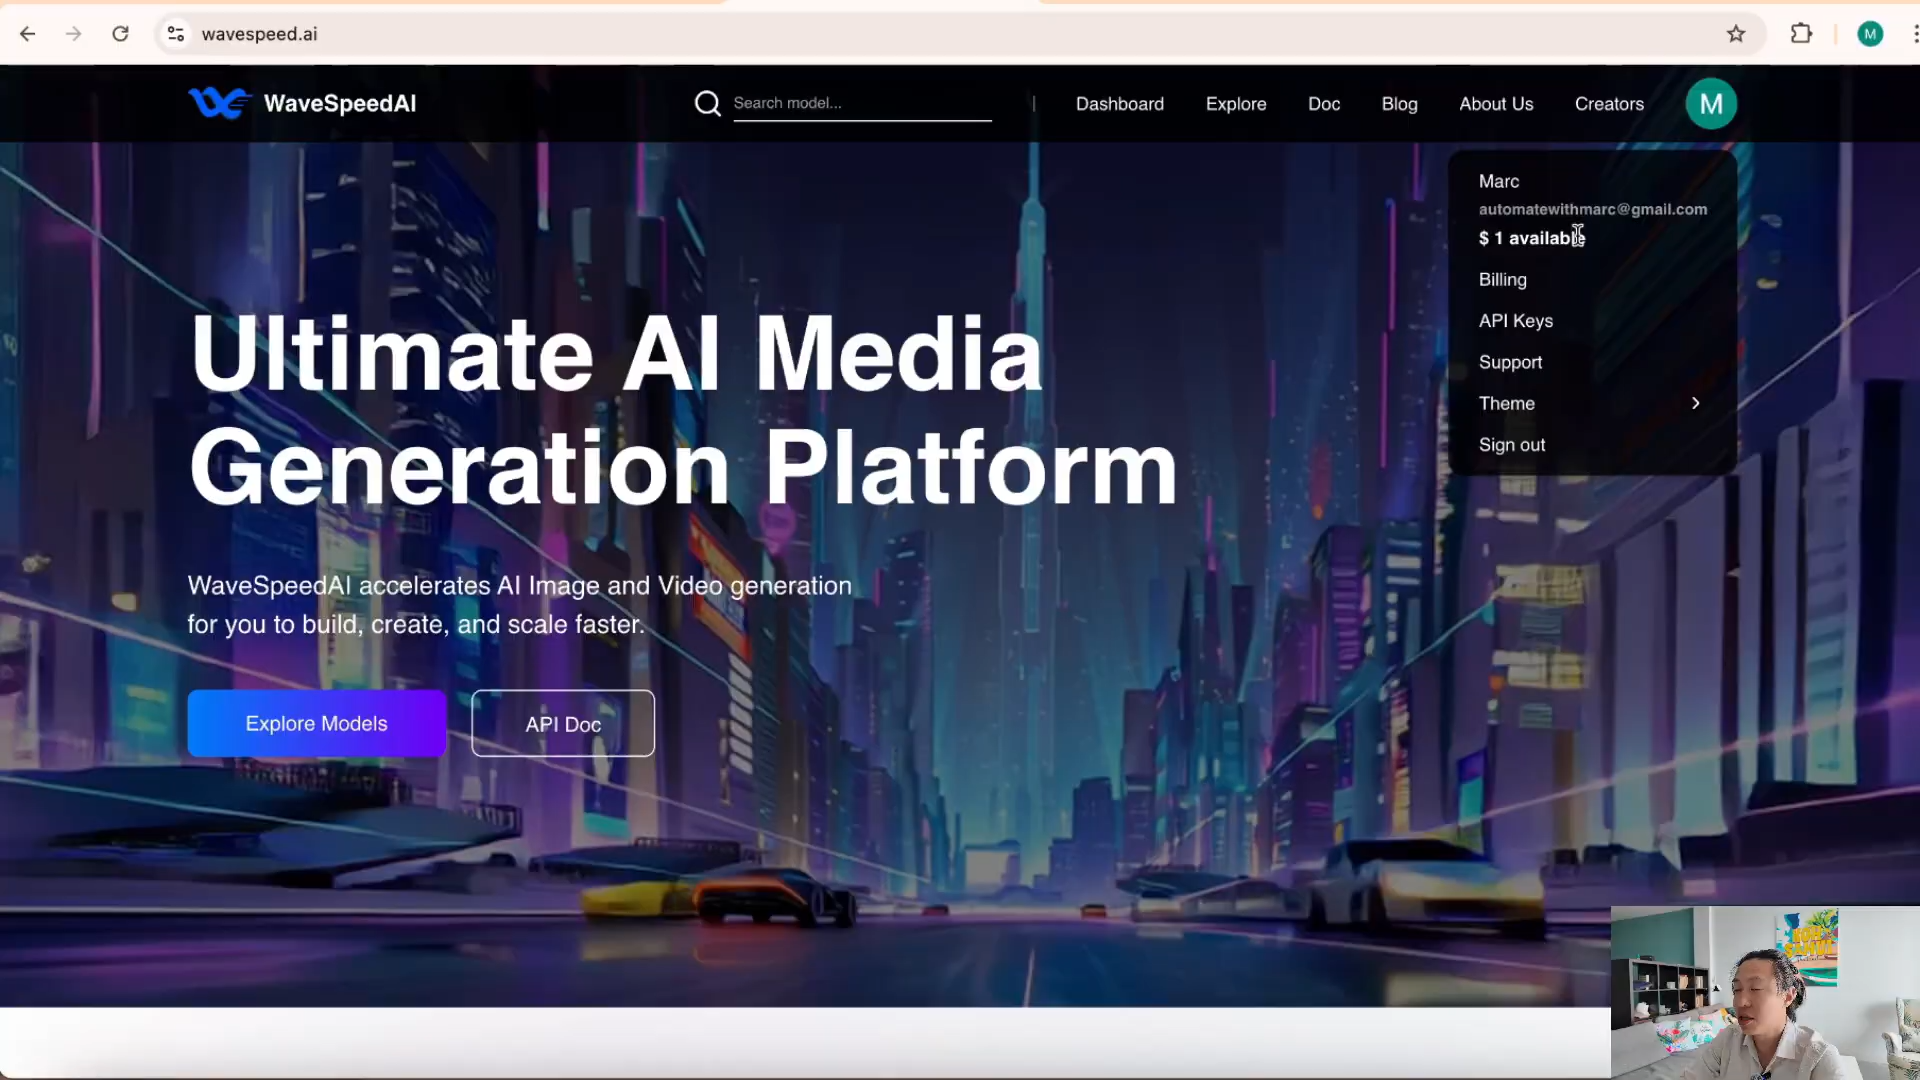 wavespeed.ai
M
WaveSpeedAI
Search model...
Dashboard
Explore
Doc
Blog
About Us
Creators
M
Marc
automatewithmarc@gmail.com
$ 1 available
Billing
API Keys
Support
Theme
Sign out
Ultimate AI Media
Generation Platform
WaveSpeedAI accelerates AI Image and Video generation
for you to build, create, and scale faster.
Explore Models
API Doc
KOH
SAMUI